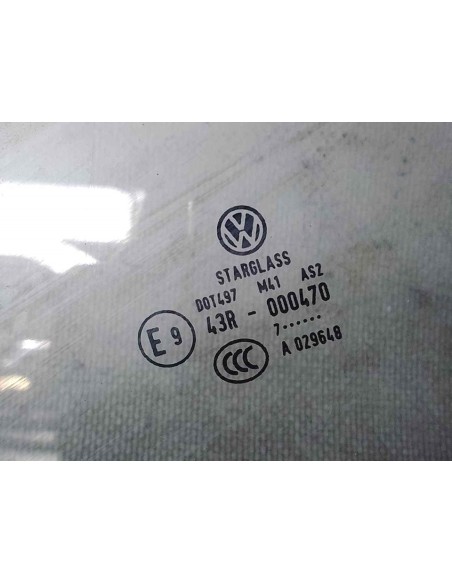 STARGLASS
DOT497 M41 AS2
E9 43R - 000470
7······
CCC A 029648